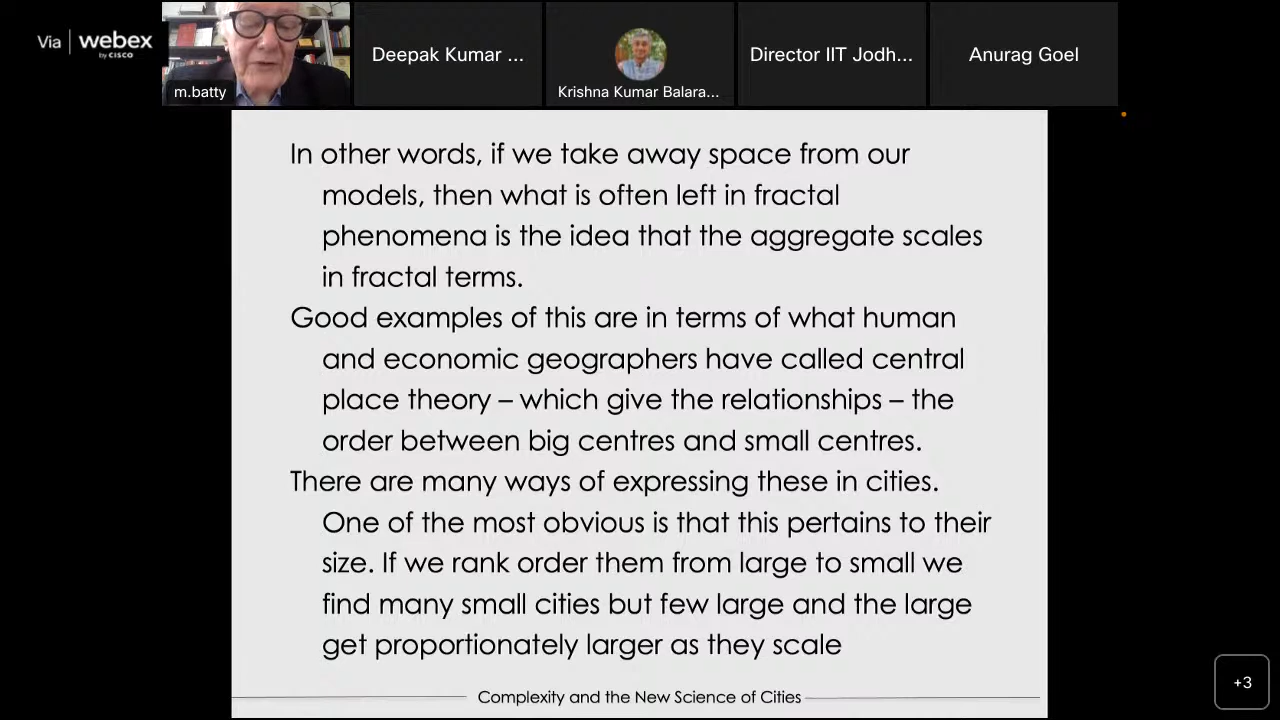 Via | webex
by CISCO
m.batty
Deepak Kumar ...
Krishna Kumar Balara...
Director IIT Jodh...
Anurag Goel
In other words, if we take away space from our
models, then what is often left in fractal
phenomena is the idea that the aggregate scales
in fractal terms.
Good examples of this are in terms of what human
and economic geographers have called central
place theory – which give the relationships – the
order between big centres and small centres.
There are many ways of expressing these in cities.
One of the most obvious is that this pertains to their
size. If we rank order them from large to small we
find many small cities but few large and the large
get proportionately larger as they scale
Complexity and the New Science of Cities
+3